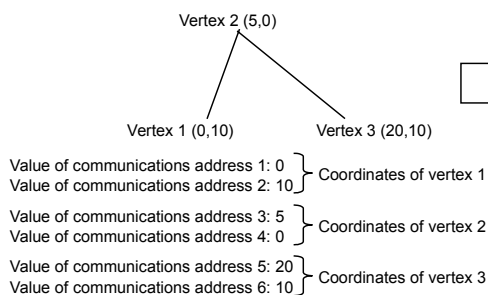 Vertex 2 (5,0)
Vertex 1 (0,10)
Vertex 3 (20,10)
Value of communications address 1: 0
Value of communications address 2: 10
Coordinates of vertex 1
Value of communications address 3: 5
Value of communications address 4: 0
Coordinates of vertex 2
Value of communications address 5: 20
Value of communications address 6: 10
Coordinates of vertex 3